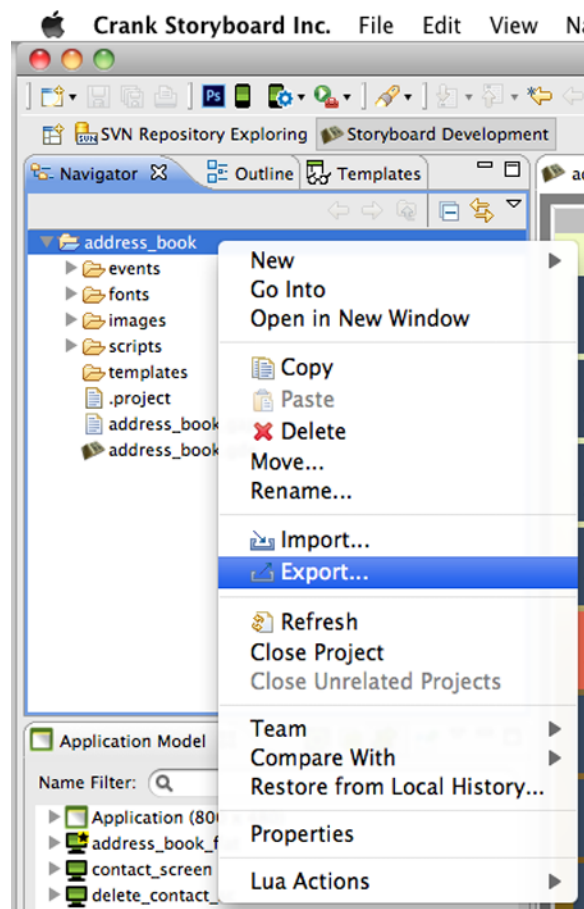 Crank Storyboard Inc. File Edit View
Ps
SVN Repository Exploring Storyboard Development
Navigator Outline Templates
address_book
events
fonts
images
scripts
templates
.project
address_book
address_book
New
Go Into
Open in New Window
Copy
Paste
Delete
Move...
Rename...
Import...
Export...
Refresh
Close Project
Close Unrelated Projects
Team
Compare With
Restore from Local History...
Properties
Lua Actions
Application Model
Name Filter:
Application (80
address_book_f
contact_screen
delete_contact_